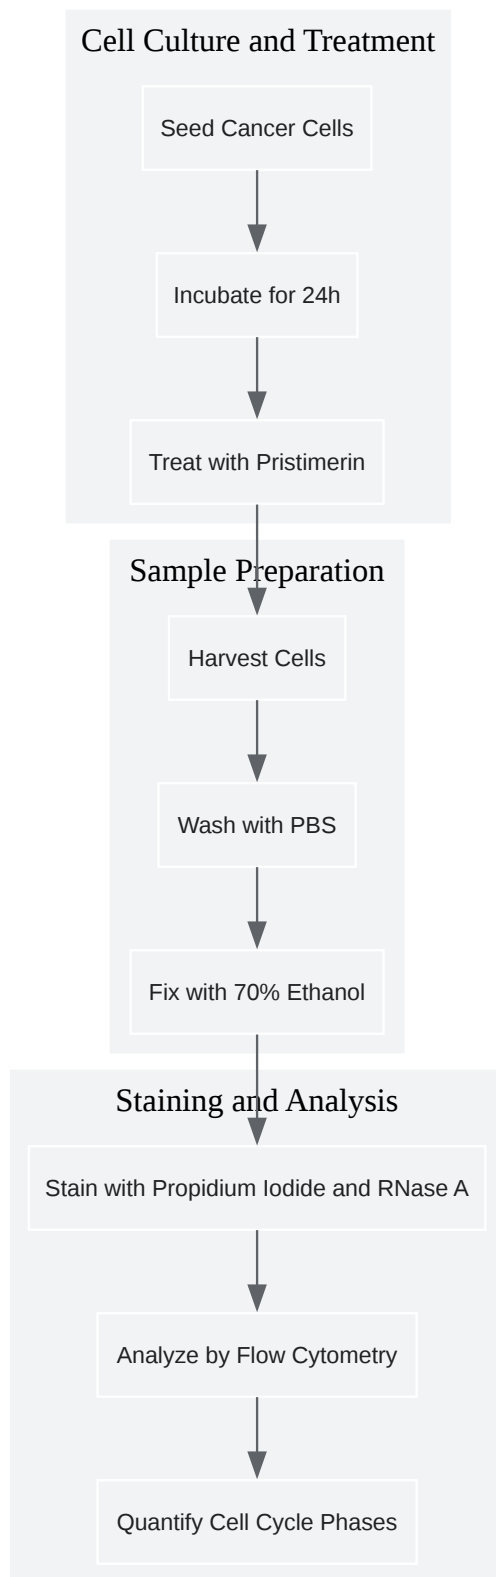 Cell Culture and Treatment
Seed Cancer Cells
Incubate for 24h
Treat with Pristimerin
Sample Preparation
Harvest Cells
Wash with PBS
Fix with 70% Ethanol
Staining and Analysis
Stain with Propidium Iodide and RNase A
Analyze by Flow Cytometry
Quantify Cell Cycle Phases